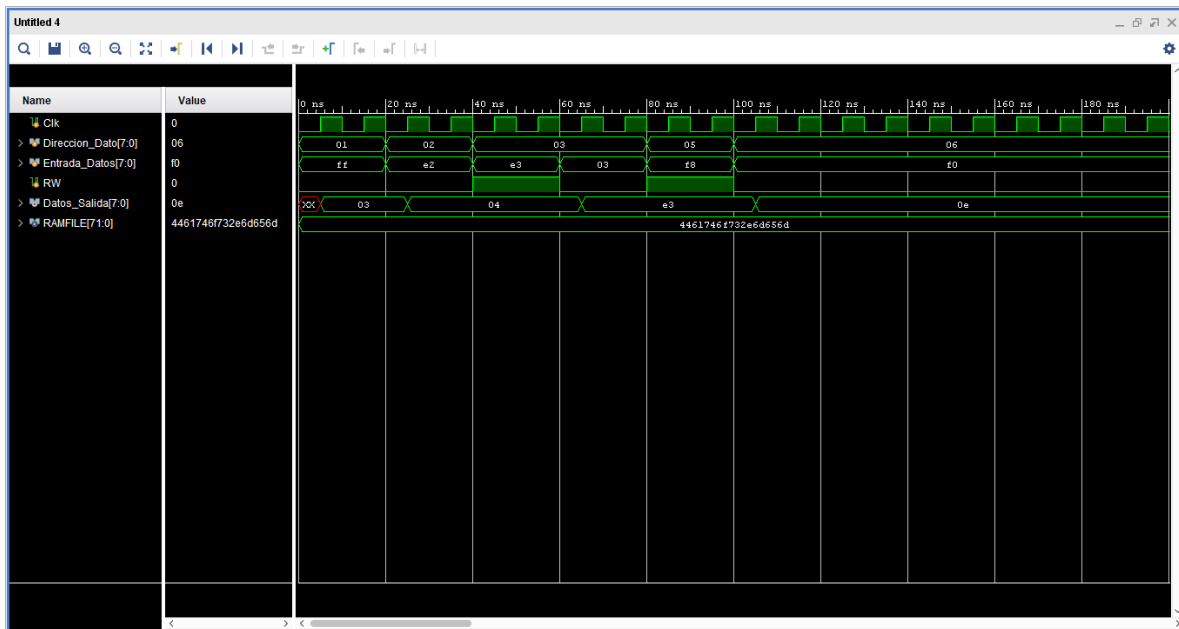 Untitled 4
Name Value
0 ns 20 ns 40 ns 60 ns 80 ns 100 ns 120 ns 140 ns 160 ns 180 ns
Clk 0
Direccion_Dato[7:0] 06 01 02 03 05 06
Entrada_Datos[7:0] f0 ff e2 e3 03 f8 f0
RW 0
Datos_Salida[7:0] 0e XX 03 04 e3 0e
RAMFILE[71:0] 4461746f732e6d656d 4461746f732e6d656d